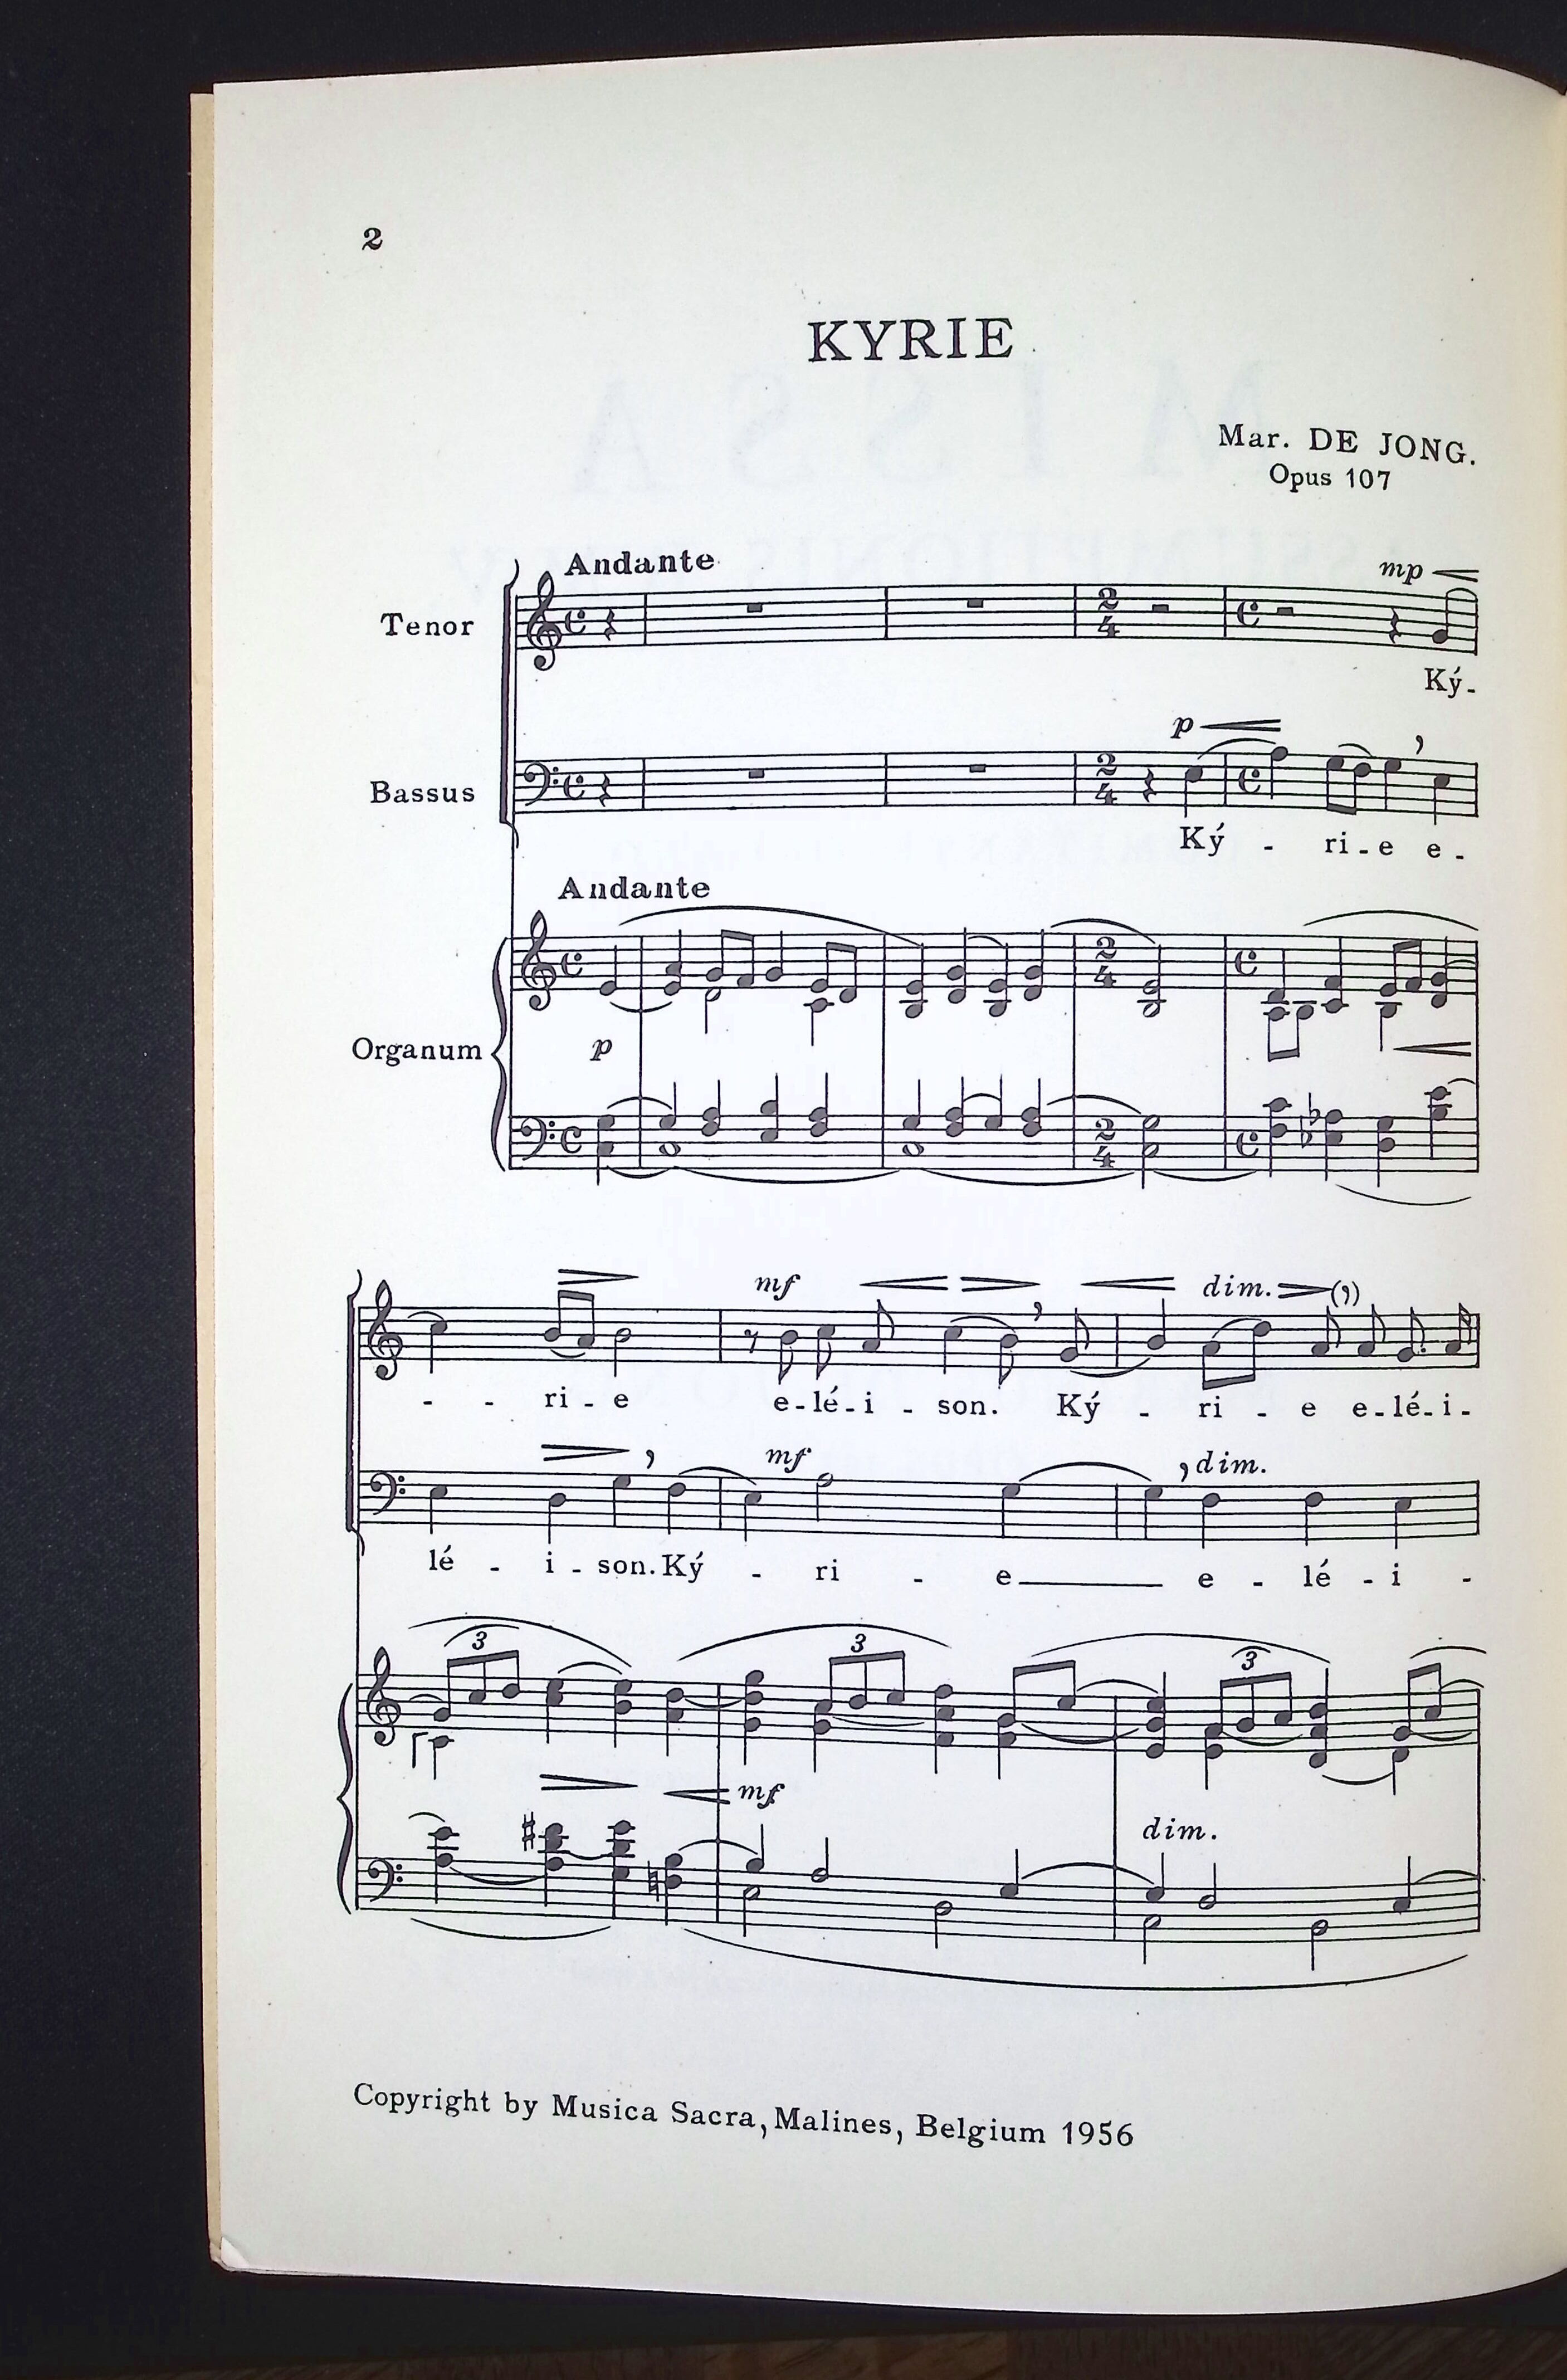 2
KYRIE
Mar. DE JONG.
Opus 107
Andante
mp
Tenor
Ký-
p
Bassus
Ký - ri-e e-
Andante
Organum
p
mf dim. (,)
- - ri-e e-lé-i - son. Ký - ri - e e-lé-i-
mf , dim.
lé - i - son. Ký - ri - e e - lé - i -
3 3 3
mf
dim.
Copyright by Musica Sacra, Malines, Belgium 1956